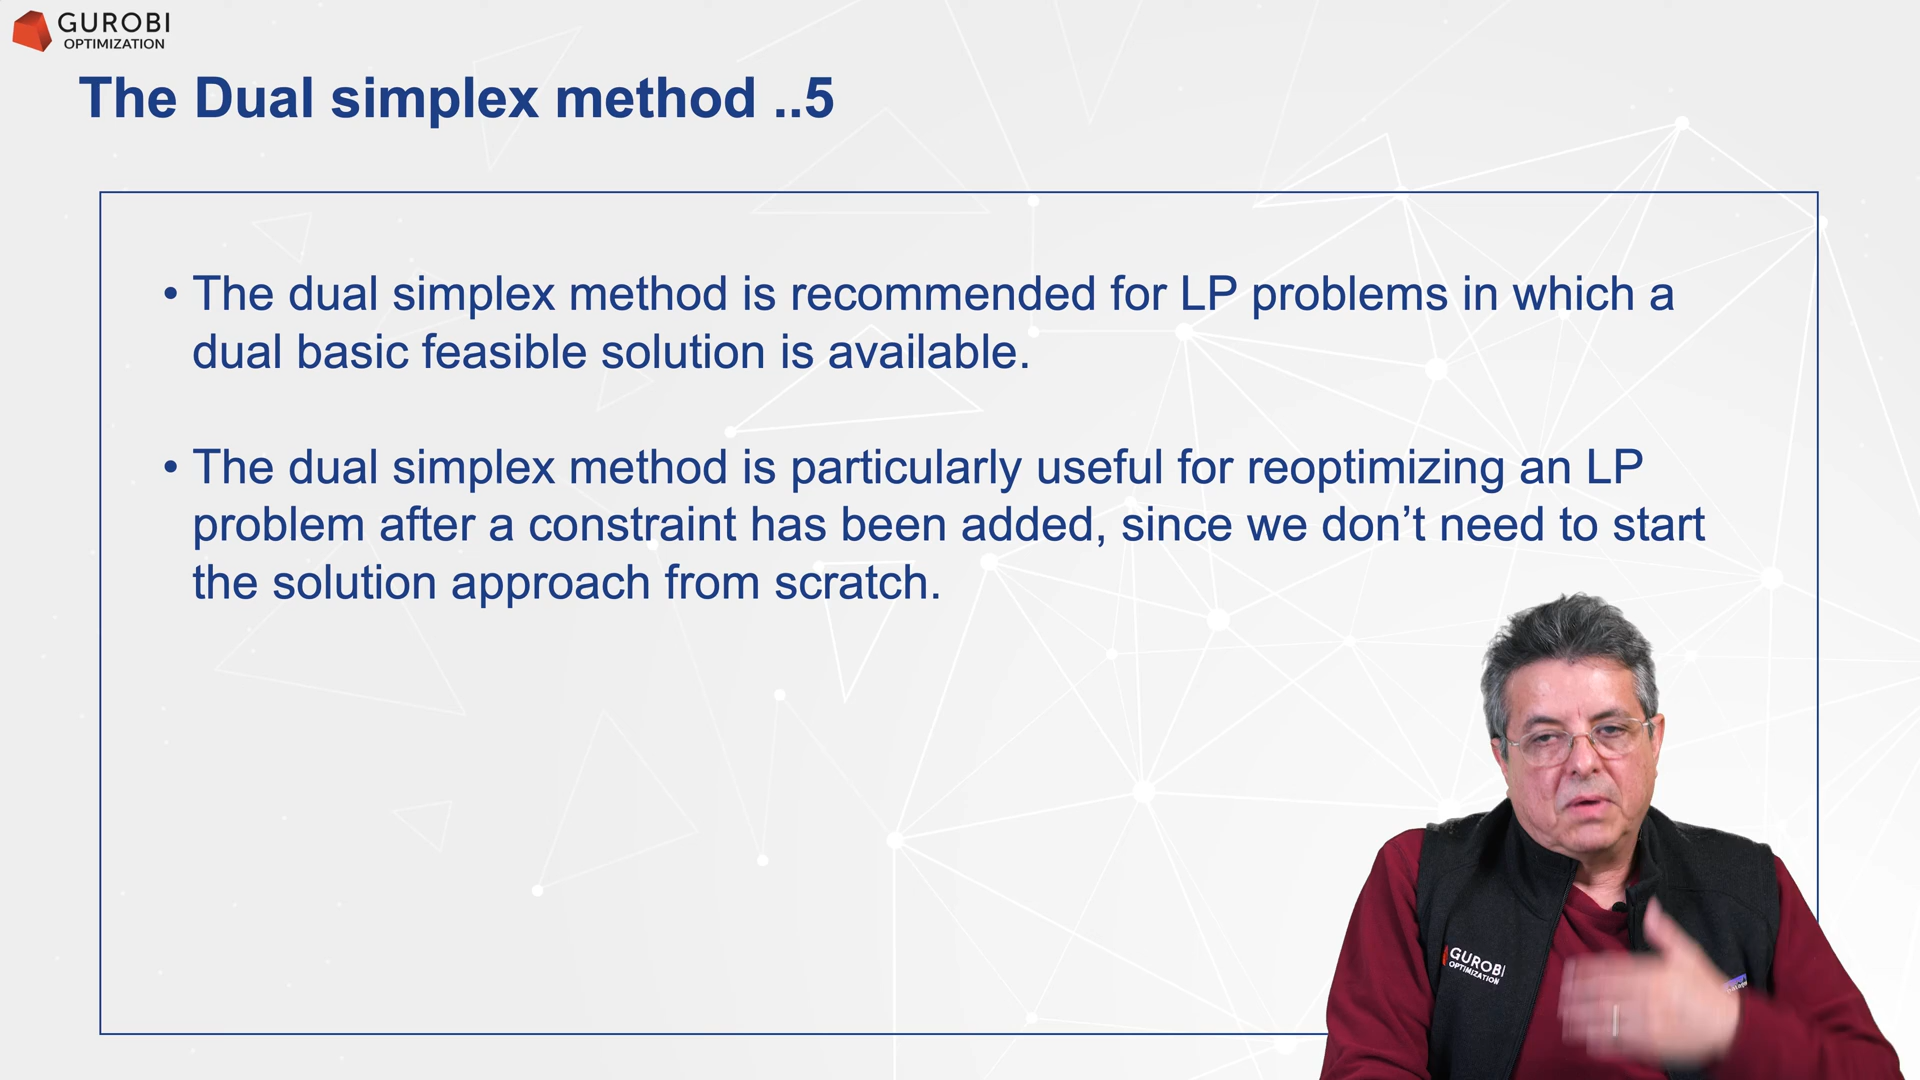 GUROBI
OPTIMIZATION
The Dual simplex method ..5
• The dual simplex method is recommended for LP problems in which a
dual basic feasible solution is available.
• The dual simplex method is particularly useful for reoptimizing an LP
problem after a constraint has been added, since we don’t need to start
the solution approach from scratch.
GUROBI
OPTIMIZATION